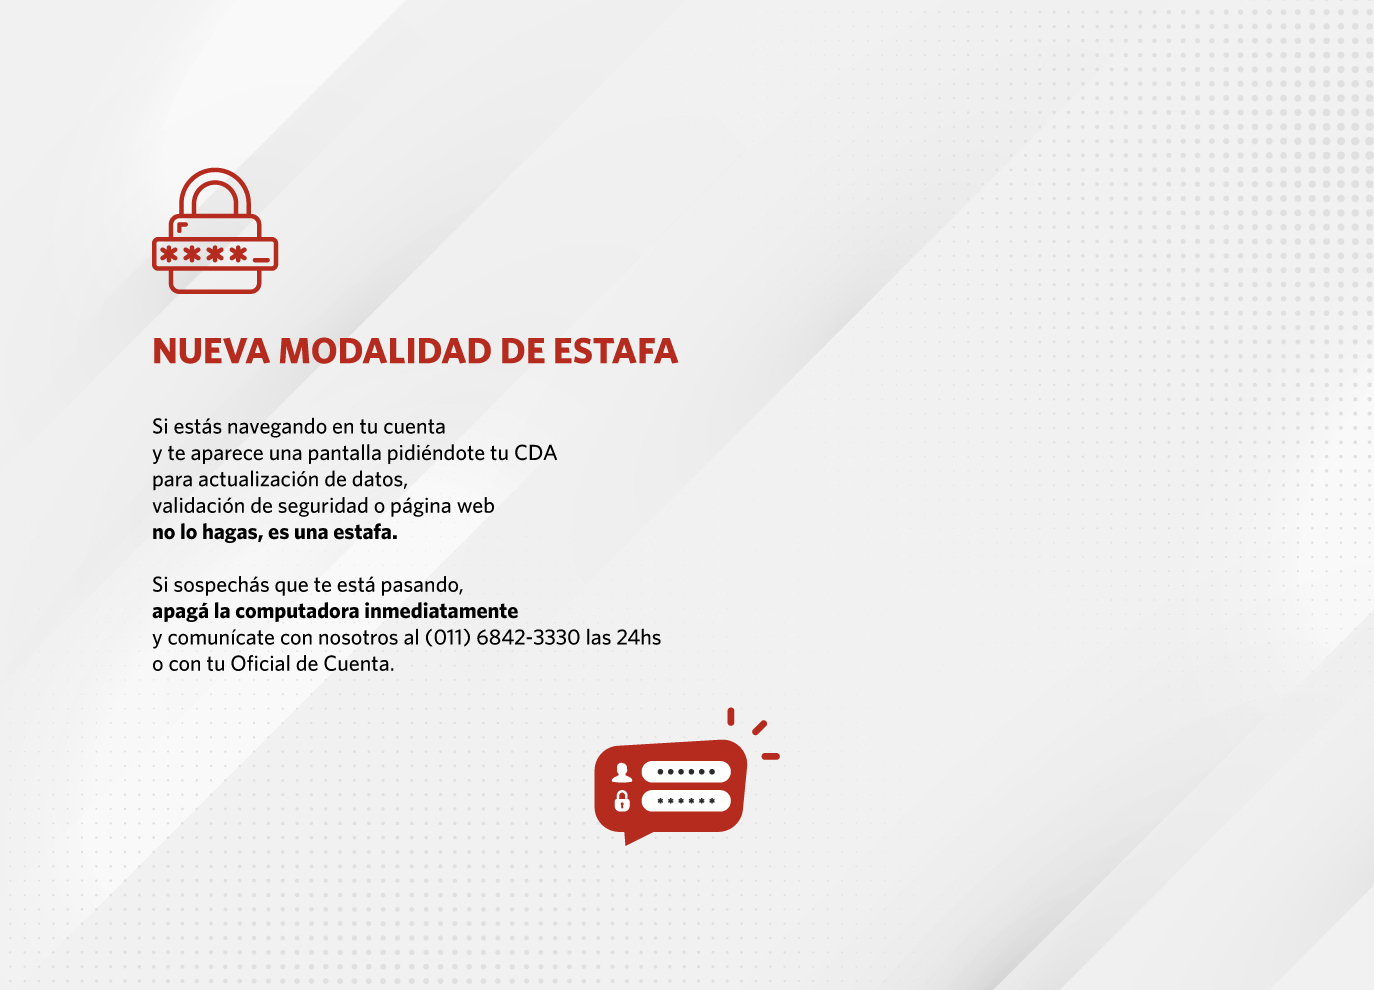 NUEVA MODALIDAD DE ESTAFA
Si estás navegando en tu cuenta
y te aparece una pantalla pidiéndote tu CDA
para actualización de datos,
validación de seguridad o página web
no lo hagas, es una estafa.
Si sospechás que te está pasando,
apagá la computadora inmediatamente
y comunícate con nosotros al (011) 6842-3330 las 24hs
o con tu Oficial de Cuenta.